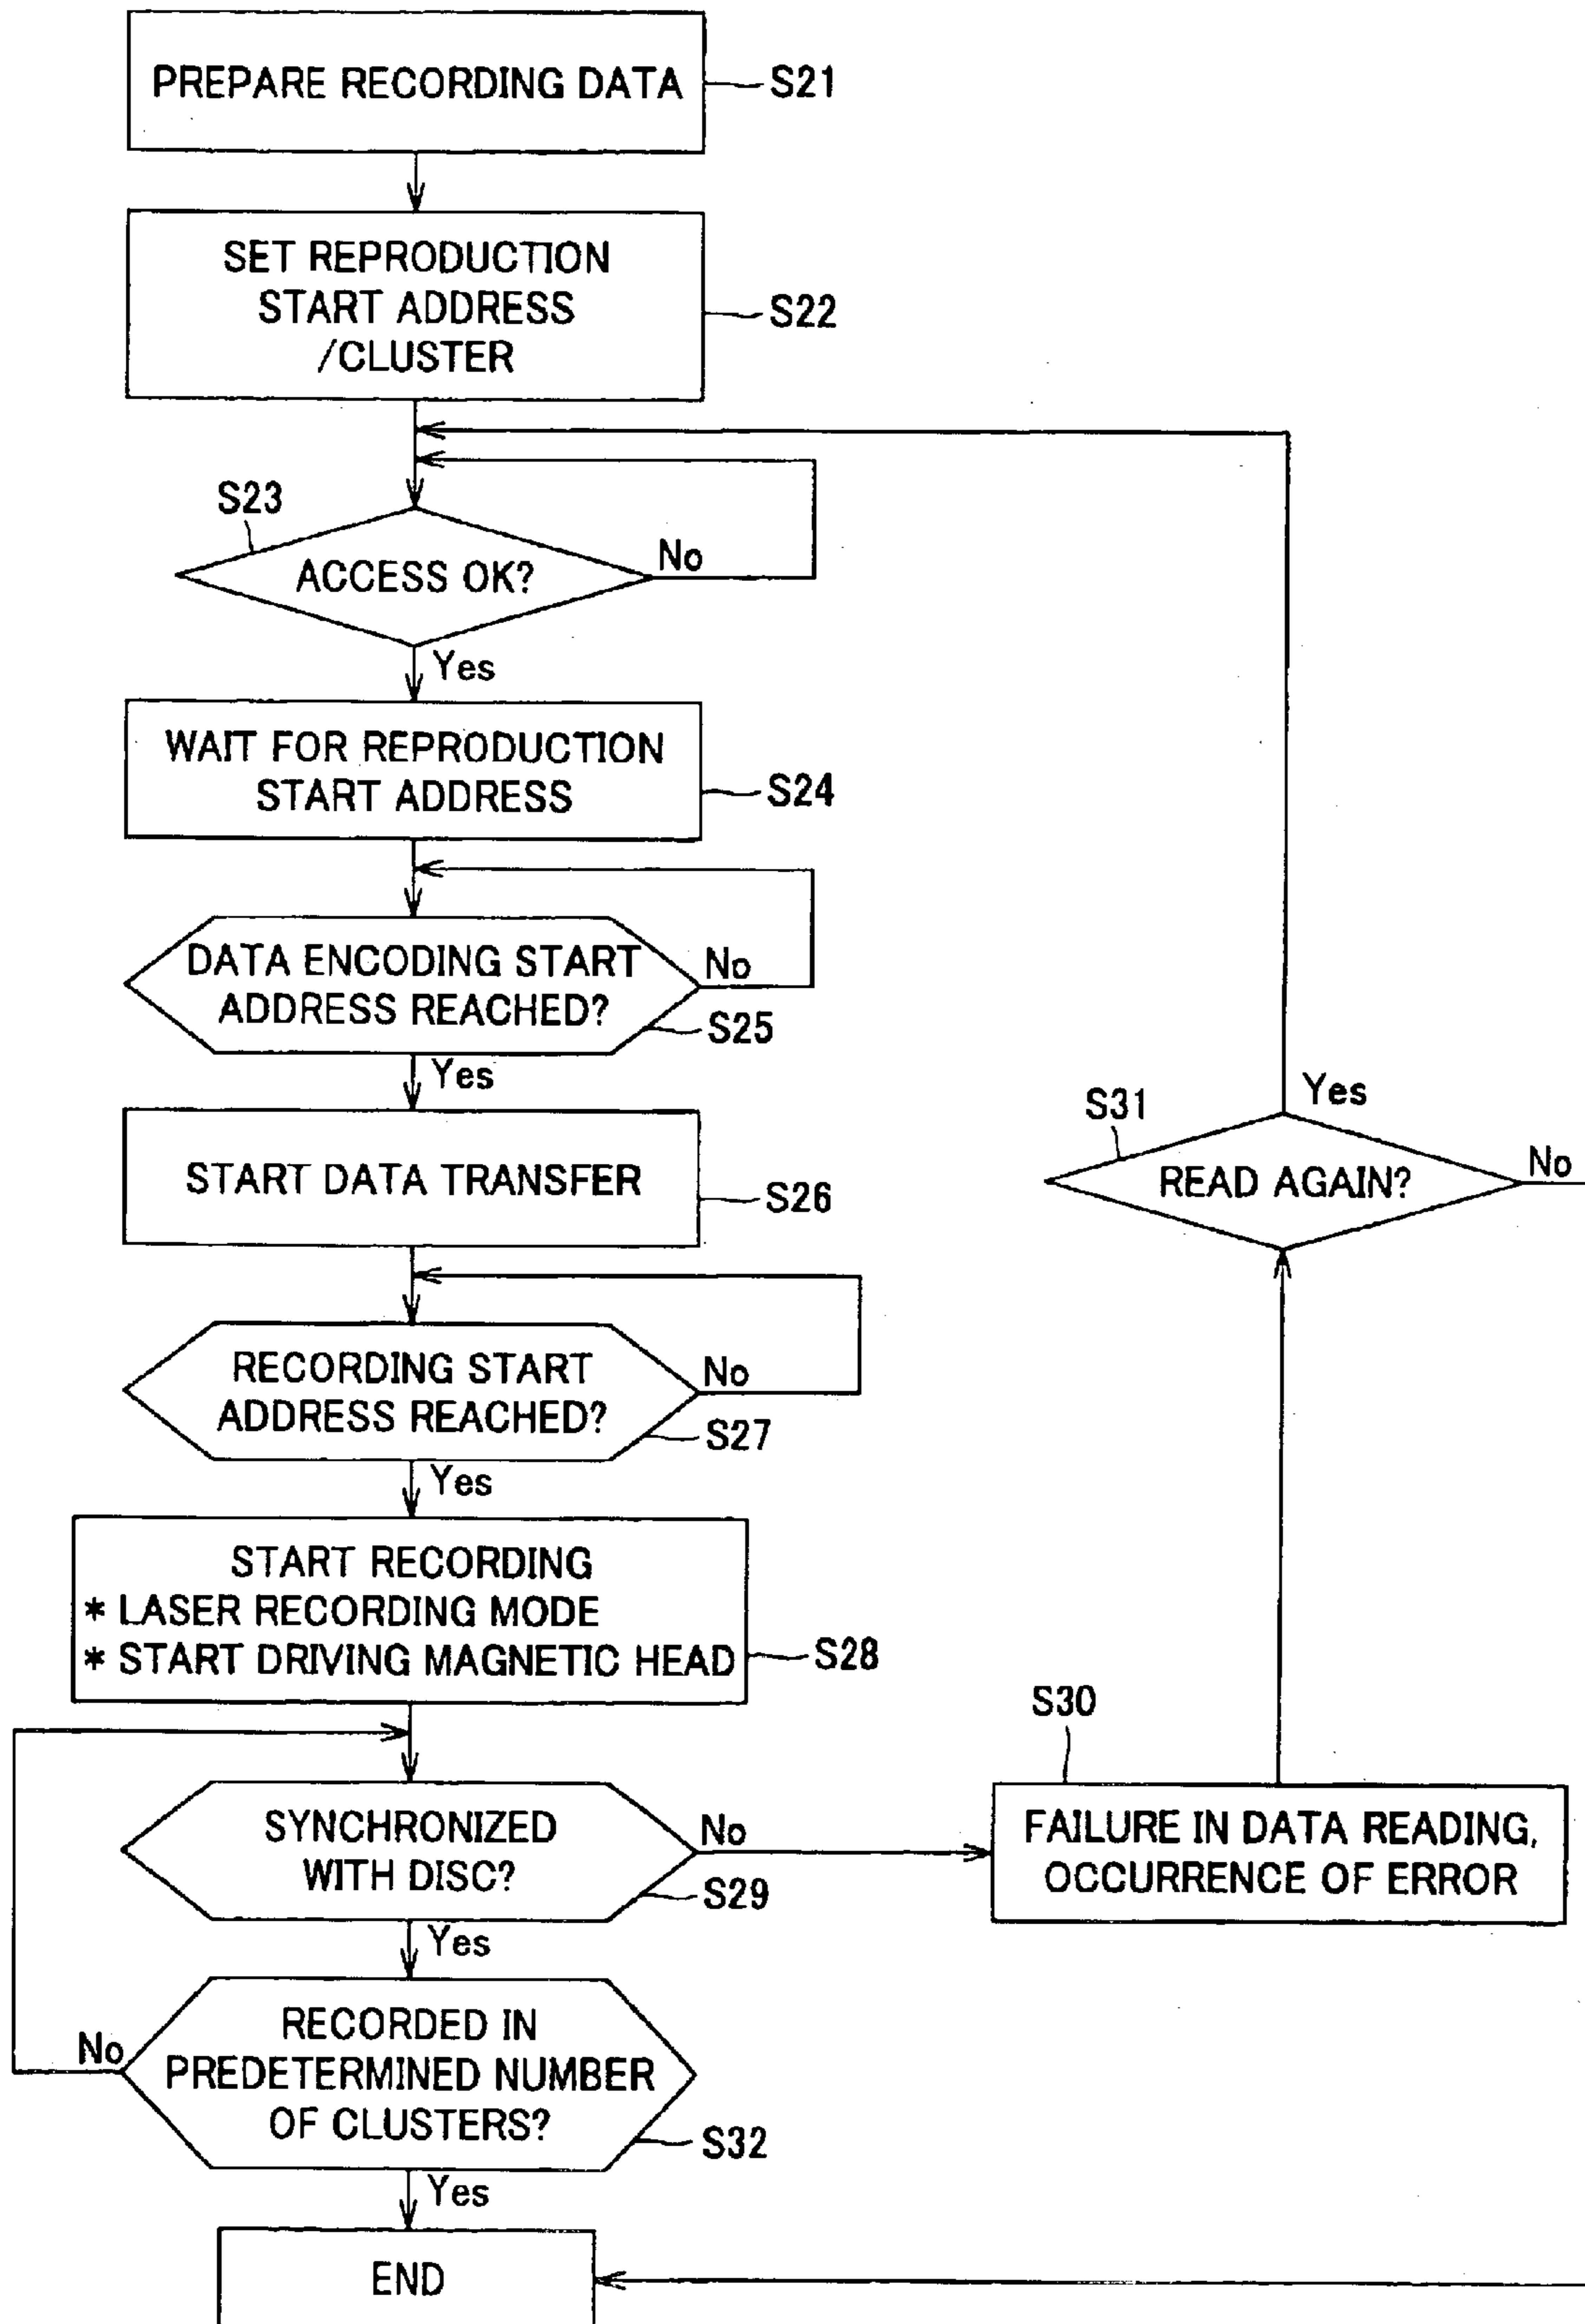 PREPARE RECORDING DATA
S21
SET REPRODUCTION
START ADDRESS
/CLUSTER
S22
S23
ACCESS OK?
No
Yes
WAIT FOR REPRODUCTION
START ADDRESS
S24
DATA ENCODING START
ADDRESS REACHED?
No
S25
Yes
START DATA TRANSFER
S26
S31
Yes
READ AGAIN?
No
RECORDING START
ADDRESS REACHED?
No
S27
Yes
START RECORDING
* LASER RECORDING MODE
* START DRIVING MAGNETIC HEAD
S28
SYNCHRONIZED
WITH DISC?
No
S29
Yes
S30
FAILURE IN DATA READING,
OCCURRENCE OF ERROR
RECORDED IN
PREDETERMINED NUMBER
OF CLUSTERS?
No
S32
Yes
END